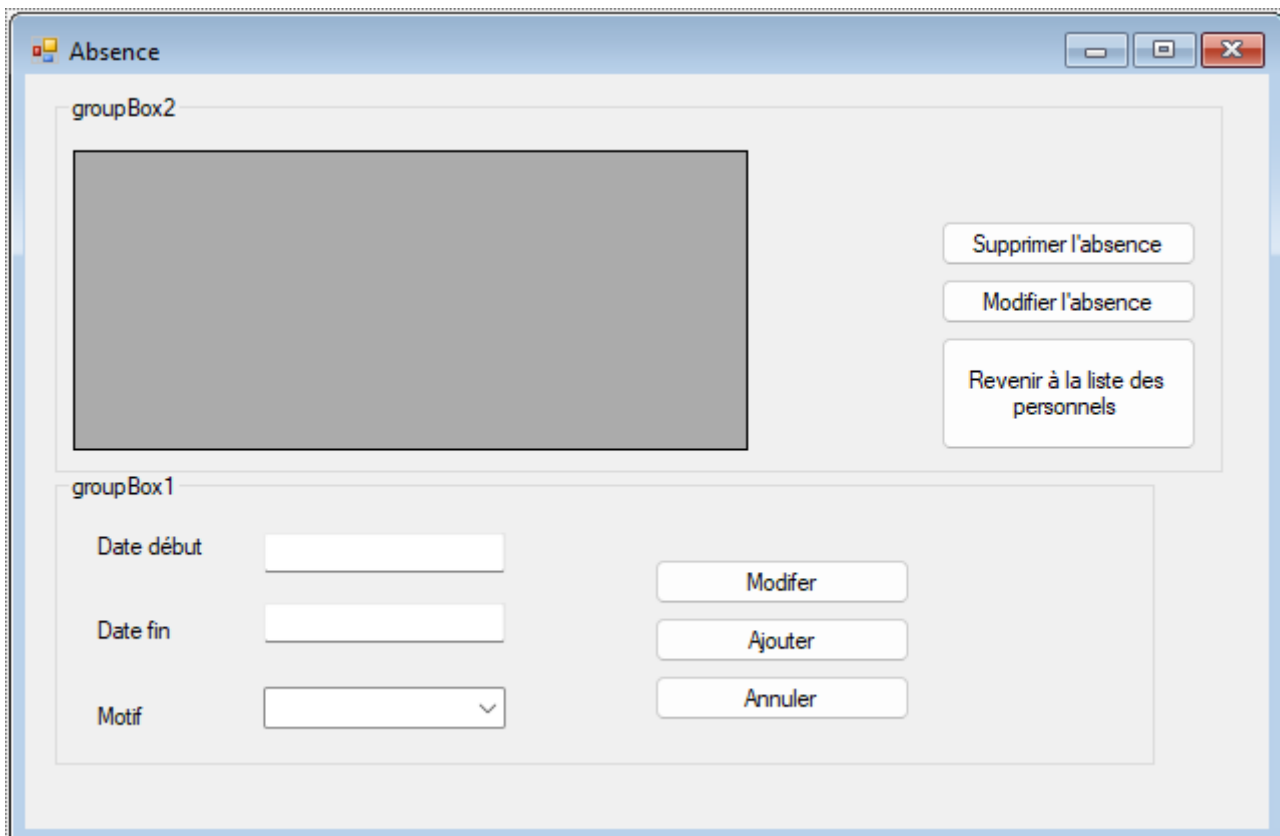 Absence
groupBox2
Supprimer l'absence
Modifier l'absence
Revenir à la liste des
personnels
groupBox1
Date début
Modifer
Date fin
Ajouter
Motif
Annuler